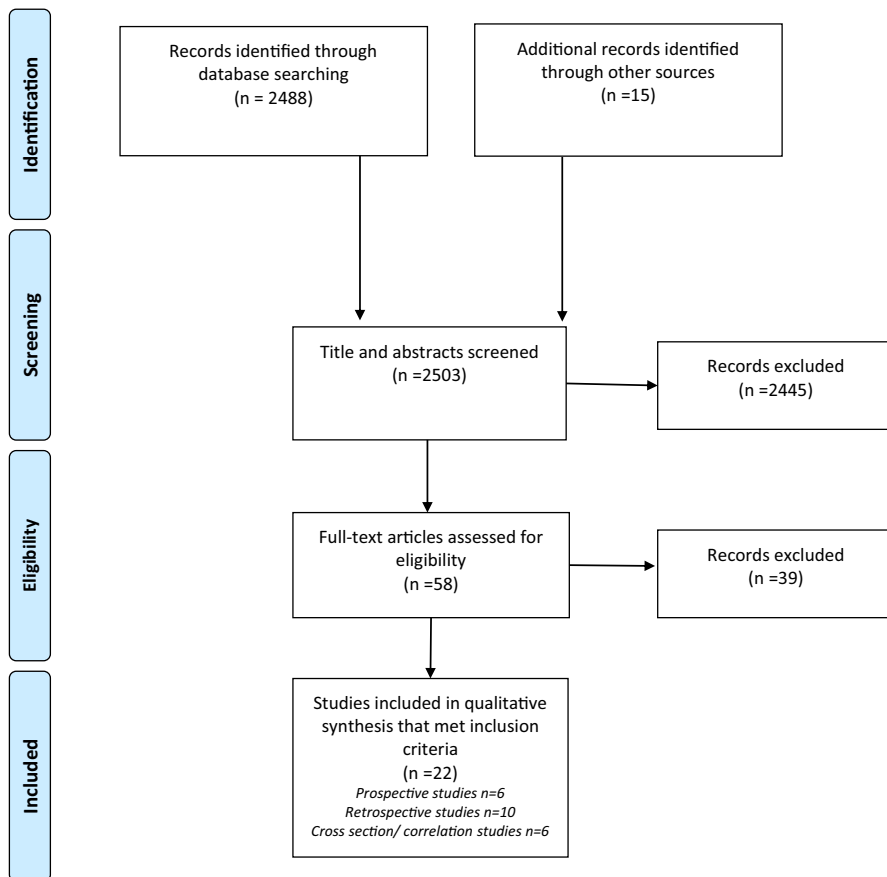 Identification
Records identified through
database searching
(n = 2488)
Additional records identified
through other sources
(n =15)
Screening
Title and abstracts screened
(n =2503)
Records excluded
(n =2445)
Eligibility
Full-text articles assessed for
eligibility
(n =58)
Records excluded
(n =39)
Included
Studies included in qualitative
synthesis that met inclusion
criteria
(n =22)
Prospective studies n=6
Retrospective studies n=10
Cross section/ correlation studies n=6